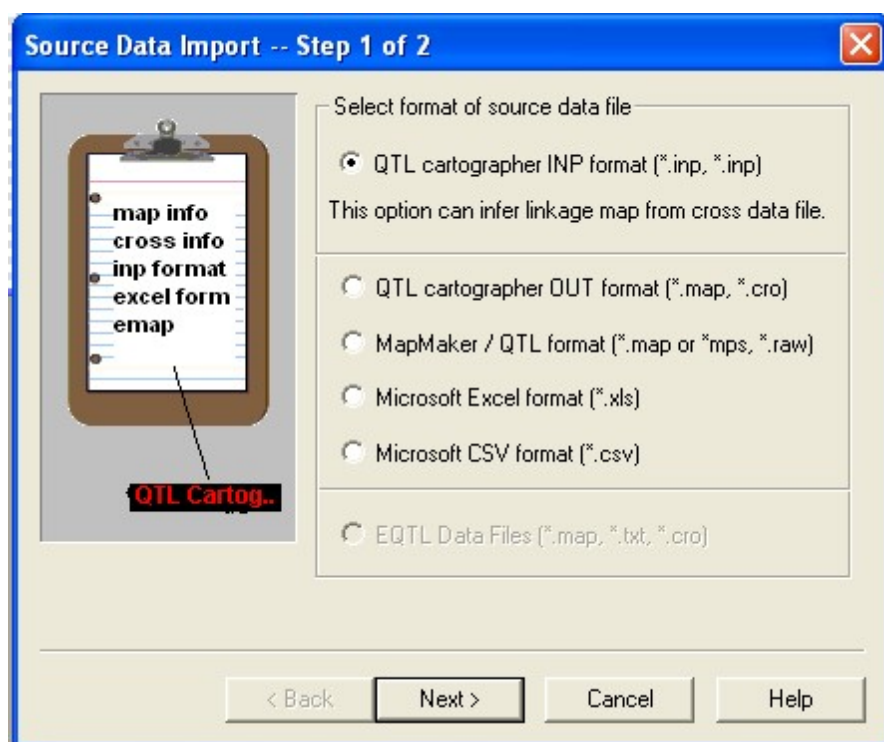 Source Data Import -- Step 1 of 2
map info
cross info
inp format
excel form
emap
QTL Cartog..
Select format of source data file
QTL cartographer INP format (*.inp, *.inp)
This option can infer linkage map from cross data file.
QTL cartographer OUT format (*.map, *.cro)
MapMaker / QTL format (*.map or *mps, *.raw)
Microsoft Excel format (*.xls)
Microsoft CSV format (*.csv)
EQTL Data Files (*.map, *.txt, *.cro)
< Back Next > Cancel Help